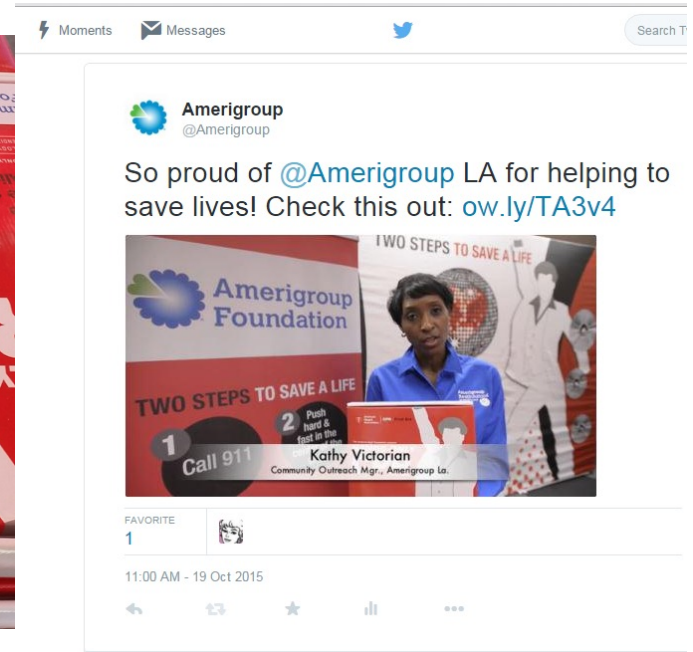 Moments
Messages
Search T
Amerigroup
@Amerigroup
So proud of @Amerigroup LA for helping to
save lives! Check this out: ow.ly/TA3v4
Amerigroup
Foundation
TWO STEPS TO SAVE A LIFE
1
Call 911
2
Push
hard &
fast in the
TWO STEPS TO SAVE A LIFE
Amerigroup
Kathy Victorian
Community Outreach Mgr., Amerigroup La.
FAVORITE
1
11:00 AM - 19 Oct 2015